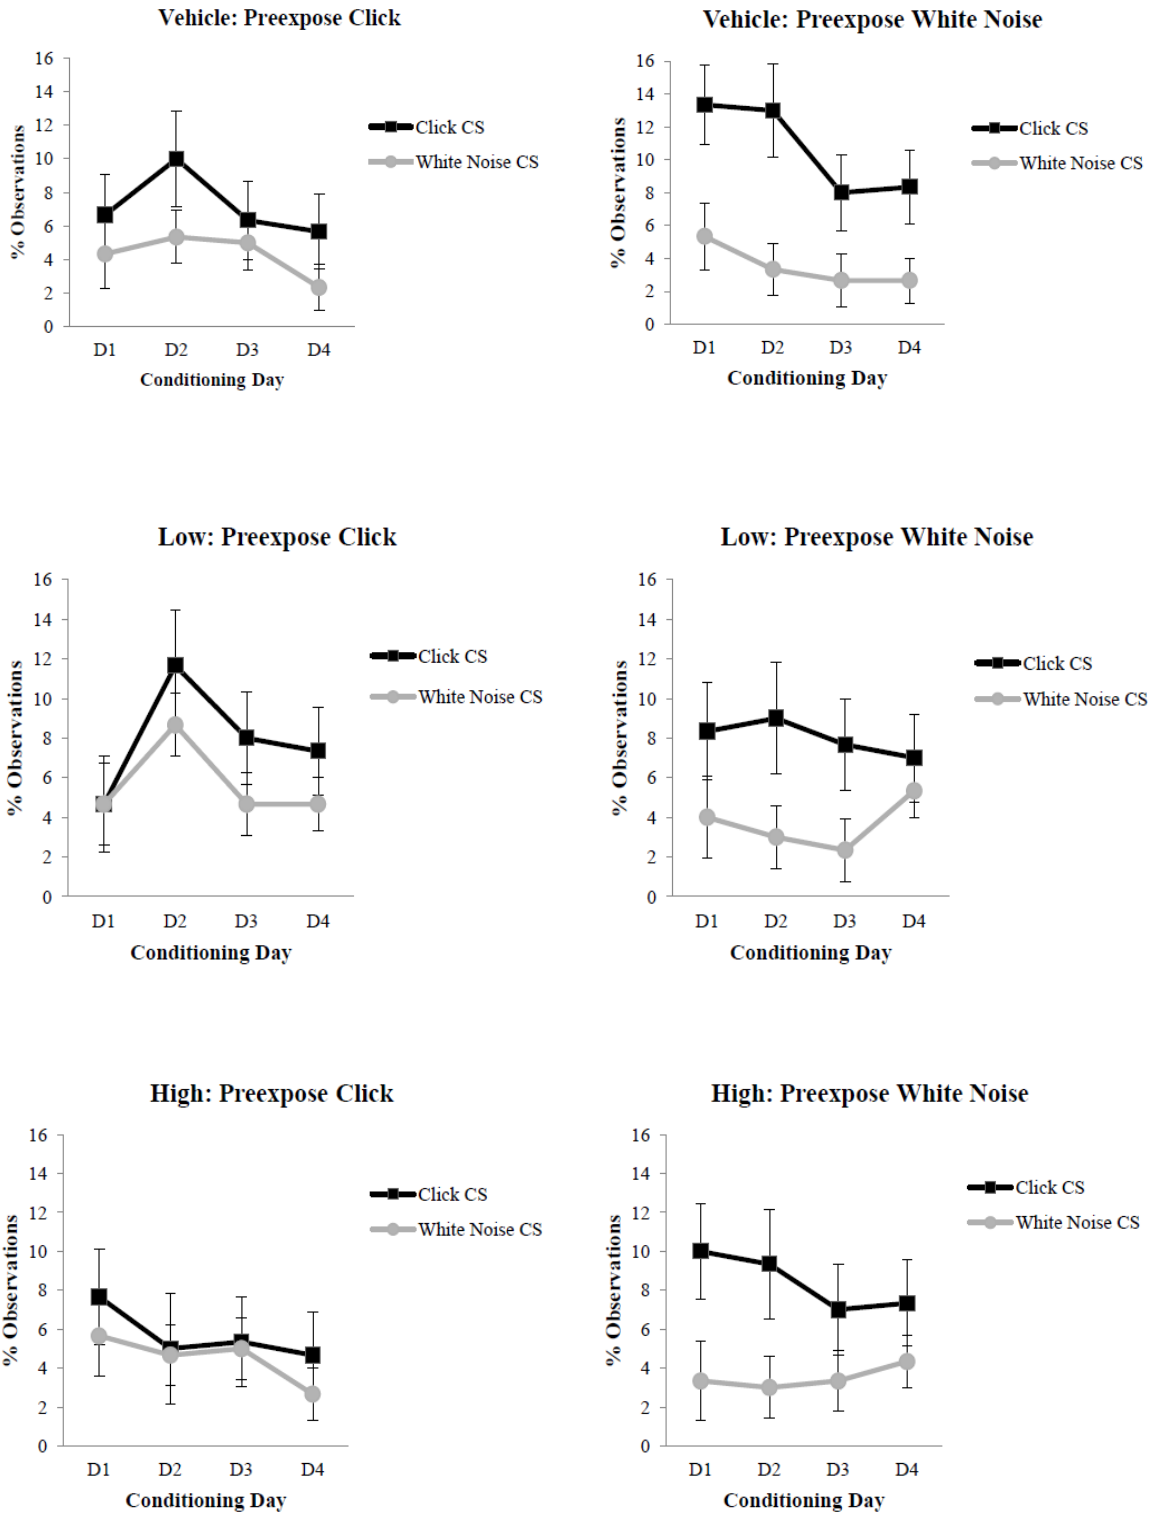 Vehicle: Preexpose Click
% Observations
16
14
12
10
8
6
4
2
0
D1 D2 D3 D4
Conditioning Day
Click CS
White Noise CS
Vehicle: Preexpose White Noise
% Observations
16
14
12
10
8
6
4
2
0
D1 D2 D3 D4
Conditioning Day
Click CS
White Noise CS
Low: Preexpose Click
% Observations
16
14
12
10
8
6
4
2
0
D1 D2 D3 D4
Conditioning Day
Click CS
White Noise CS
Low: Preexpose White Noise
% Observations
16
14
12
10
8
6
4
2
0
D1 D2 D3 D4
Conditioning Day
Click CS
White Noise CS
High: Preexpose Click
% Observations
16
14
12
10
8
6
4
2
0
D1 D2 D3 D4
Conditioning Day
Click CS
White Noise CS
High: Preexpose White Noise
% Observations
16
14
12
10
8
6
4
2
0
D1 D2 D3 D4
Conditioning Day
Click CS
White Noise CS